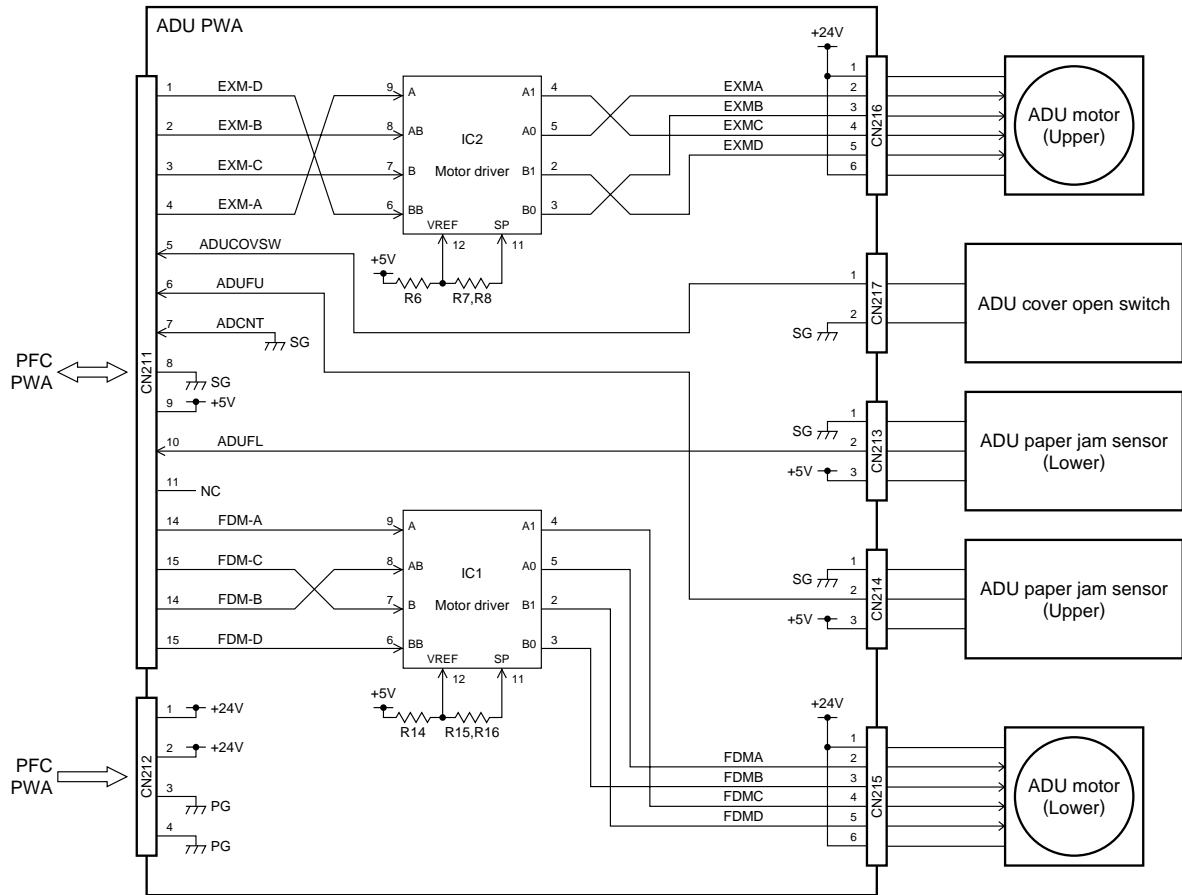 ADU PWA
PFC
PWA
CN211
1 EXM-D
2 EXM-B
3 EXM-C
4 EXM-A
5 ADUCOVSW
6 ADUFU
7 ADCNT
SG
8
SG
9
+5V
10 ADUFL
11
NC
14 FDM-A
15 FDM-C
14 FDM-B
15 FDM-D
9 A
8 AB
7 B
6 BB
IC2
Motor driver
A1 4
A0 5
B1 2
B0 3
VREF
12
SP
11
+5V
R6
R7,R8
+24V
1
EXMA 2
EXMB 3
EXMC 4
EXMD 5
6
CN216
ADU motor
(Upper)
1
2
SG
CN217
ADU cover open switch
1
SG
2
+5V
3
CN213
ADU paper jam sensor
(Lower)
9 A
8 AB
7 B
6 BB
IC1
Motor driver
A1 4
A0 5
B1 2
B0 3
VREF
12
SP
11
+5V
R14
R15,R16
1
SG
2
+5V
3
CN214
ADU paper jam sensor
(Upper)
PFC
PWA
CN212
1
+24V
2
+24V
3
PG
4
PG
+24V
1
FDMA 2
FDMB 3
FDMC 4
FDMD 5
6
CN215
ADU motor
(Lower)